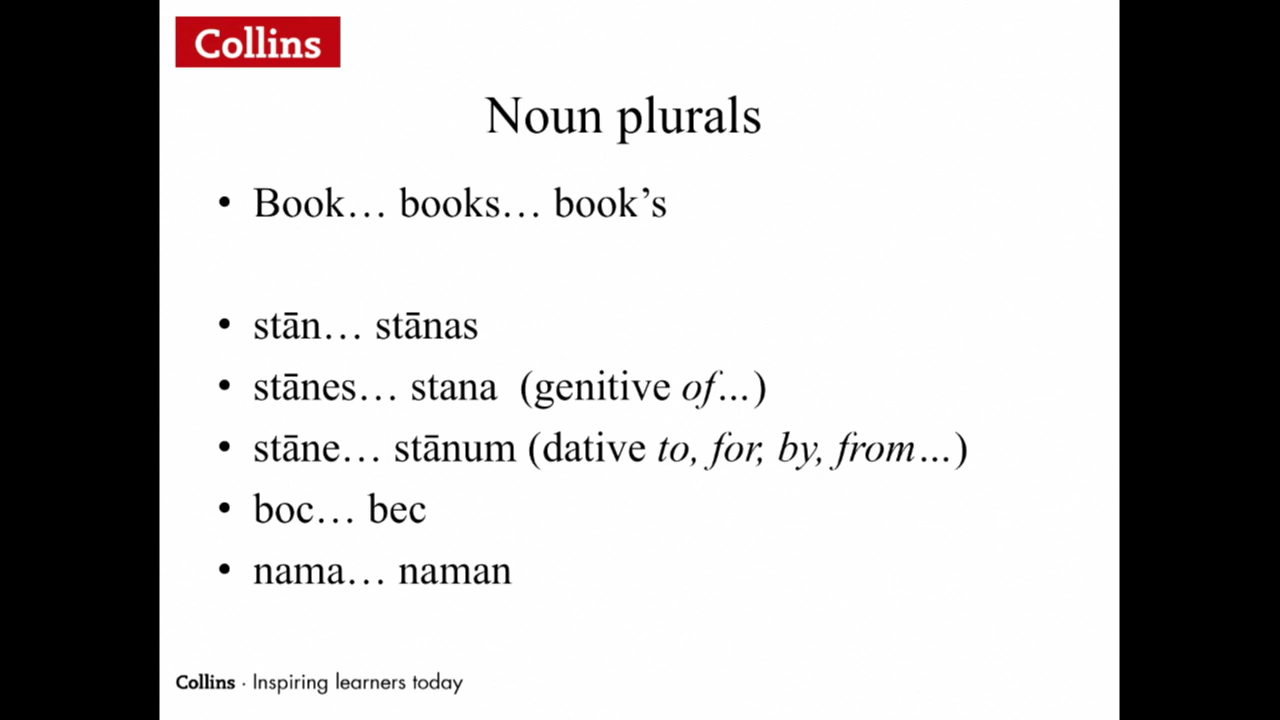 Collins
Noun plurals
• Book… books… book’s
• stān… stānas
• stānes… stana (genitive of...)
• stāne… stānum (dative to, for, by, from...)
• boc… bec
• nama… naman
Collins · Inspiring learners today